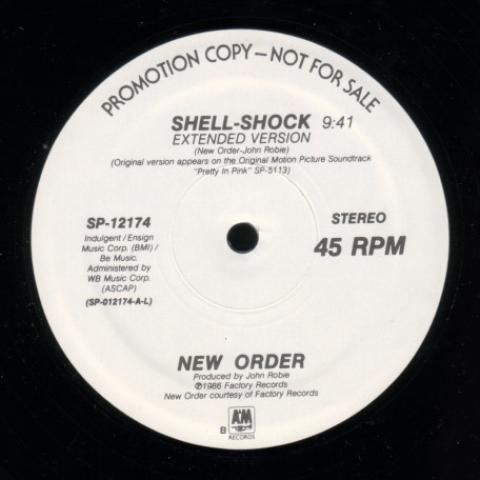 PROMOTION COPY—NOT FOR SALE
SHELL-SHOCK 9:41
EXTENDED VERSION
(New Order-John Robie)
(Original version appears on the Original Motion Picture Soundtrack
"Pretty In Pink" SP-5113)
SP-12174
Indulgent/Ensign
Music Corp. (BMI) /
Be Music.
Administered by
WB Music Corp.
(ASCAP)
(SP-012174-A-L)
STEREO
45 RPM
NEW ORDER
Produced by John Robie
℗1986 Factory Records
New Order courtesy of Factory Records
B
A&M
RECORDS